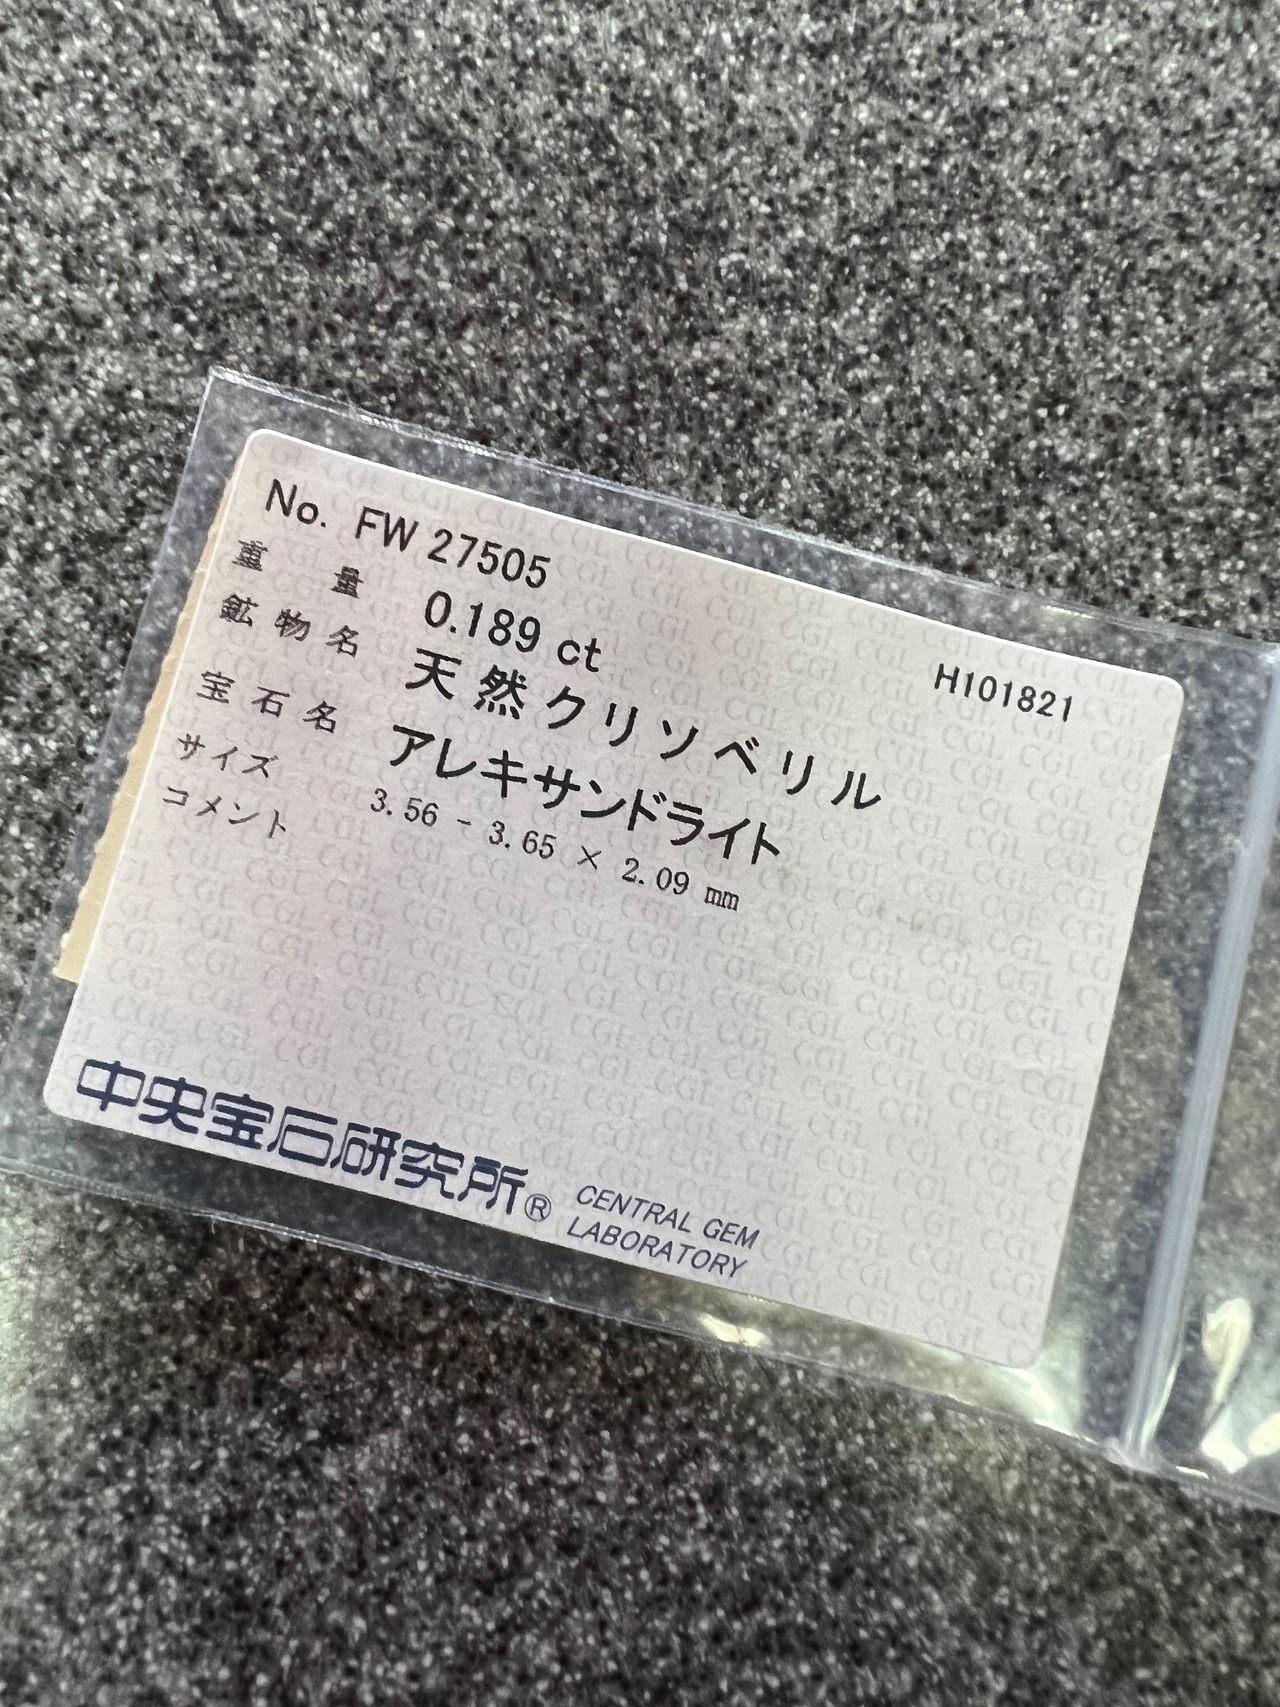 No. FW 27505
H101821
重量 0.189 ct
鉱物名 天然クリソベリル
宝石名 アレキサンドライト
サイズ 3.56 - 3.65 × 2.09 mm
コメント
中央宝石研究所® CENTRAL GEM
LABORATORY